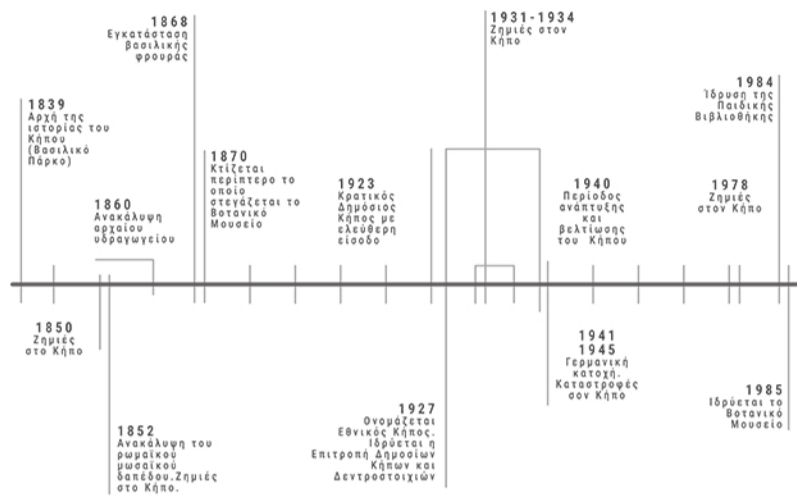 1839
Αρχή της
ιστορίας του
Κήπου
(Βασιλικό
Πάρκο)
1850
Ζημιές
στο Κήπο
1852
Ανακάλυψη του
ρωμαϊκού
μωσαϊκού
δαπέδου.Ζημιές
στο Κήπο.
1860
Ανακάλυψη
αρχαίου
υδραγωγείου
1868
Εγκατάσταση
βασιλικής
φρουράς
1870
Κτίζεται
περίπτερο το
οποίο
στεγάζεται το
Βοτανικό
Μουσείο
1923
Κρατικός
Δημόσιος
Κήπος με
ελεύθερη
είσοδο
1927
Ονομάζεται
Εθνικός Κήπος.
Ιδρύεται η
Επιτροπή Δημοσίων
Κήπων και
Δεντροστοιχιών
1931-1934
Ζημιές στον
Κήπο
1940
Περίοδος
ανάπτυξης
και
βελτίωσης
του Κήπου
1941
1945
Γερμανική
κατοχή.
Καταστροφές
σον Κήπο
1978
Ζημιές
στον Κήπο
1984
Ίδρυση της
Παιδικής
Βιβλιοθήκης
1985
Ιδρύεται το
Βοτανικό
Μουσείο